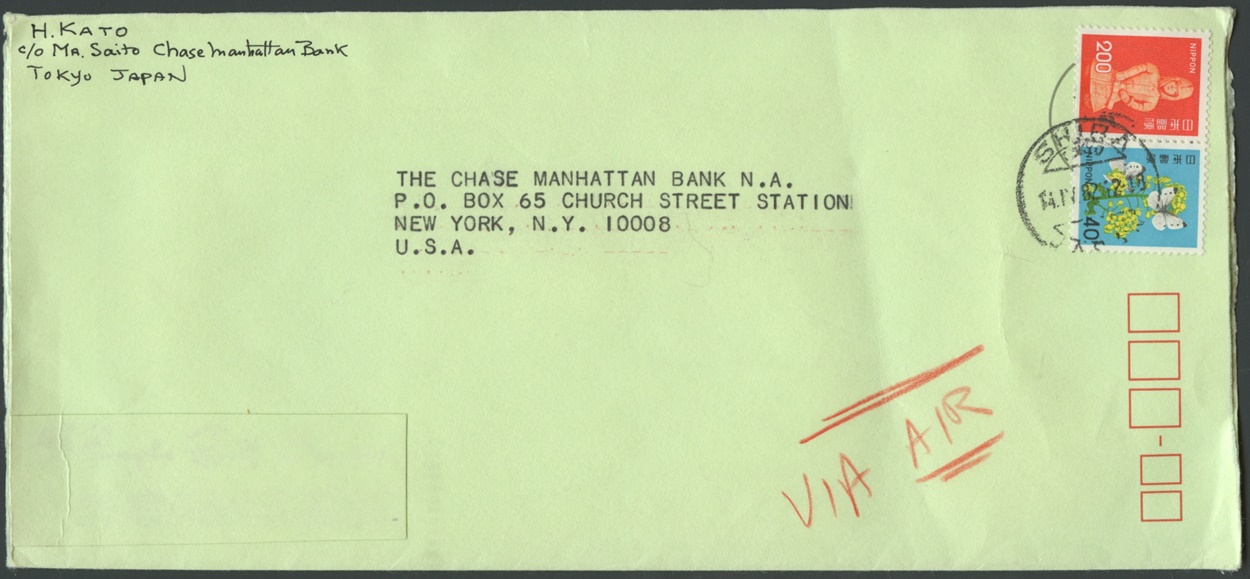 H. KATO
c/o Mr. Saito Chase Manhattan Bank
TOKYO JAPAN
NIPPON
200
日本郵便
SHIBA
日本郵便
NIPPON
40
THE CHASE MANHATTAN BANK N.A.
P.O. BOX 65 CHURCH STREET STATION
NEW YORK, N.Y. 10008
U.S.A.
VIA AIR